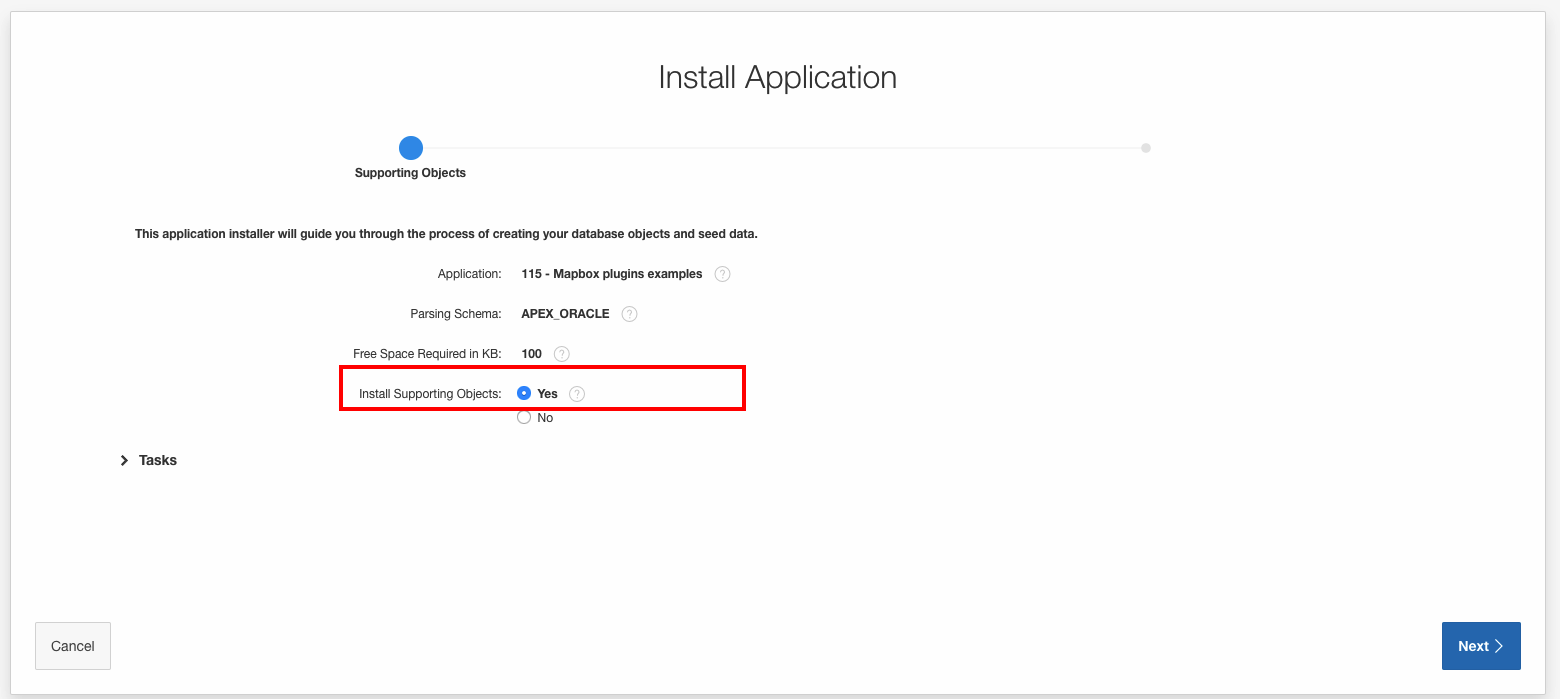 Install Application
Supporting Objects
This application installer will guide you through the process of creating your database objects and seed data.
Application: 115 - Mapbox plugins examples ?
Parsing Schema: APEX_ORACLE ?
Free Space Required in KB: 100 ?
Install Supporting Objects: Yes ?
No
Tasks
Cancel
Next